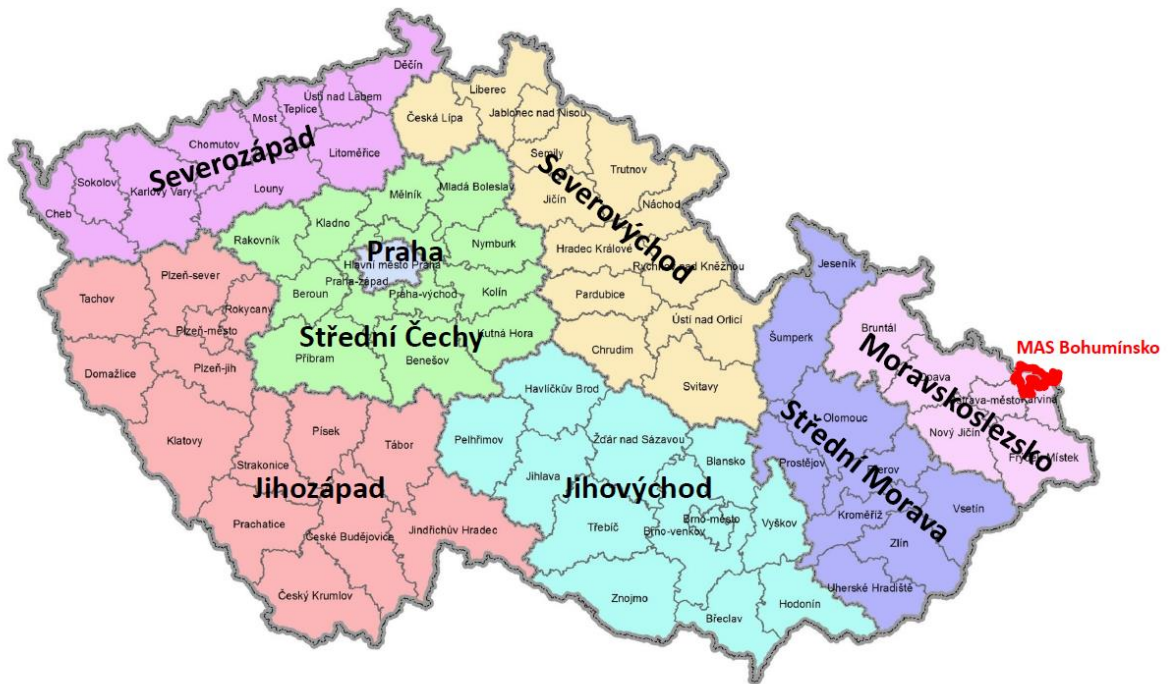 Děčín
Liberec
Ústí nad Labem
Teplice
Jablonec nad Nisou
Most
Česká Lípa
Chomutov
Litoměřice
Semily
Severozápad
Trutnov
Sokolov
Karlovy Vary
Louny
Mělník
Mladá Boleslav
Jičín
Náchod
Severovýchod
Cheb
Kladno
Rakovník
Nymburk
Hradec Králové
Praha
Hlavní město Praha
Praha-západ
Plzeň-sever
Jeseník
Tachov
Beroun
Praha-východ
Kolín
Pardubice
Rokycany
Ústí nad Orlicí
Plzeň-město
Střední Čechy
Kutná Hora
Šumperk
Bruntál
Chrudim
MAS Bohumínsko
Příbram
Benešov
Domažlice
Plzeň-jih
Svitavy
Moravskoslezsko
Havlíčkův Brod
Karviná
Klatovy
Písek
Tábor
Pelhřimov
Žďár nad Sázavou
Olomouc
Nový Jičín
Střední Morava
Blansko
Strakonice
Jihlava
Prostějov
Jihozápad
Jihovýchod
Vsetín
Prachatice
České Budějovice
Jindřichův Hradec
Třebíč
Brno-město
Brno-venkov
Vyškov
Kroměříž
Zlín
Český Krumlov
Uherské Hradiště
Znojmo
Hodonín
Břeclav